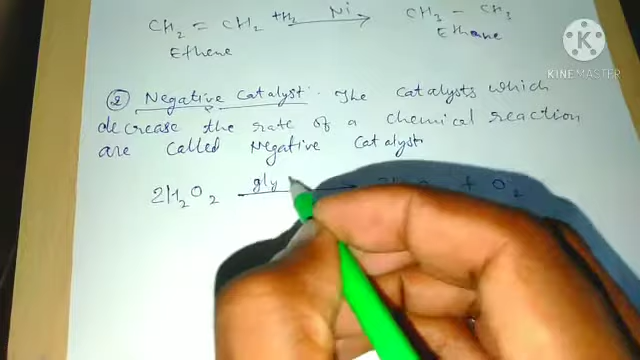 CH2 = CH2 +H2 Ni → CH3 - CH3
Ethene Ethane
KINEMASTER
② Negative Catalyst. The Catalysts which
decrease the rate of a chemical reaction
are called Negative Catalyst
2H2O2 gly → + O2